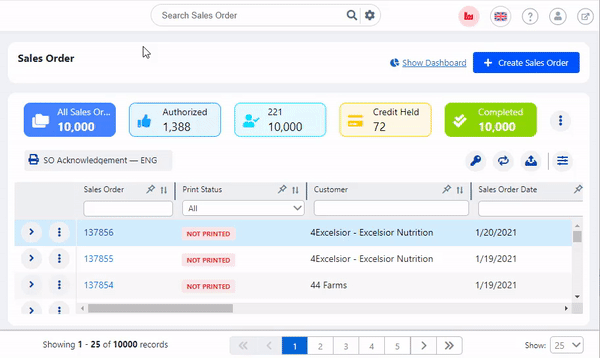 Search Sales Order
Sales Order
Show Dashboard
+ Create Sales Order
All Sales Or...
10,000
Authorized
1,388
221
10,000
Credit Held
72
Completed
10,000
SO Acknowledgement — ENG
Sales Order Print Status Customer Sales Order Date
All
137856 NOT PRINTED 4Excelsior - Excelsior Nutrition 1/20/2021
137855 NOT PRINTED 4Excelsior - Excelsior Nutrition 1/19/2021
137854 NOT PRINTED 44 Farms 1/19/2021
Showing 1 - 25 of 10000 records
1 2 3 4 5
Show: 25